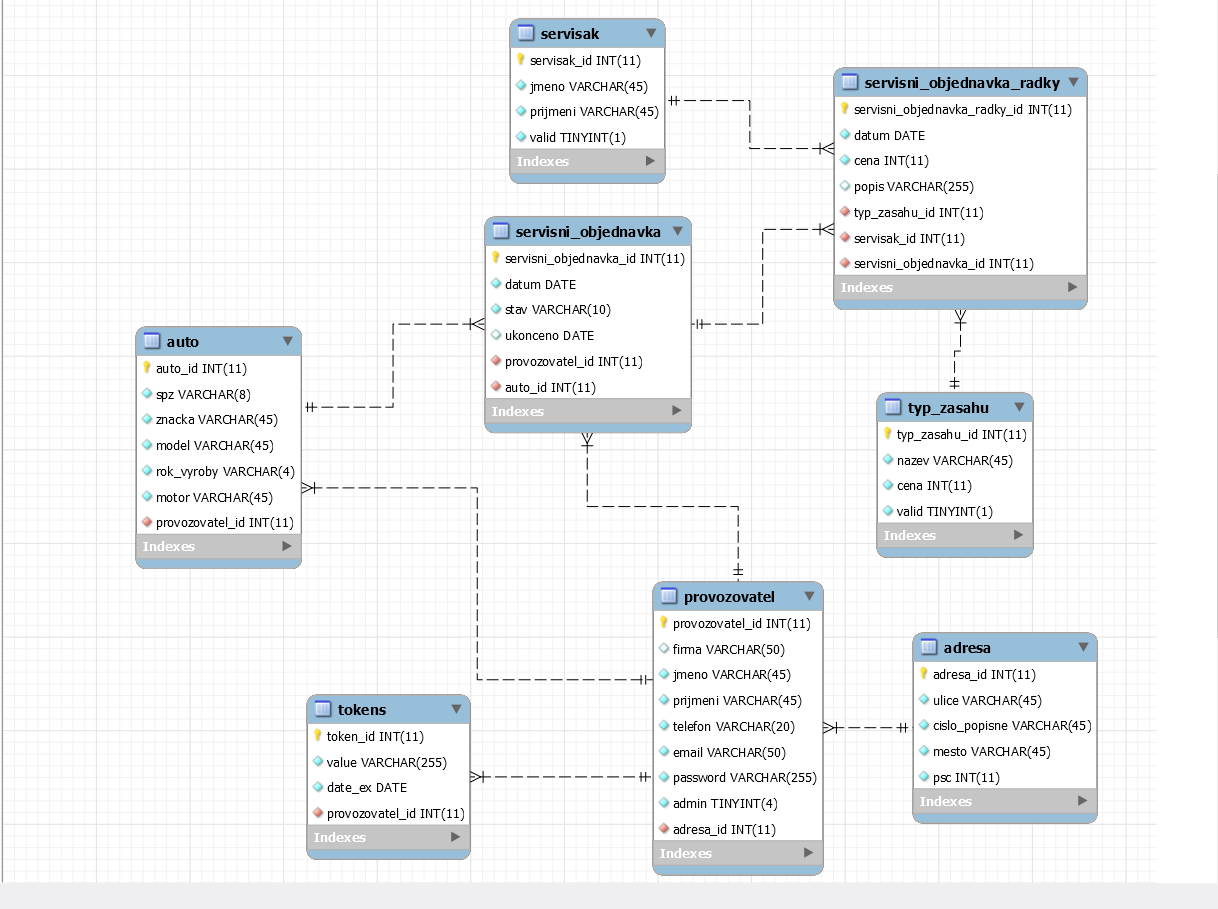 servisak
servisak_id INT(11)
jmeno VARCHAR(45)
prijmeni VARCHAR(45)
valid TINYINT(1)
Indexes
servisni_objednavka_radky
servisni_objednavka_radky_id INT(11)
datum DATE
cena INT(11)
popis VARCHAR(255)
typ_zasahu_id INT(11)
servisak_id INT(11)
servisni_objednavka_id INT(11)
Indexes
servisni_objednavka
servisni_objednavka_id INT(11)
datum DATE
stav VARCHAR(10)
ukonceno DATE
provozovatel_id INT(11)
auto_id INT(11)
Indexes
auto
auto_id INT(11)
spz VARCHAR(8)
znacka VARCHAR(45)
model VARCHAR(45)
rok_vyroby VARCHAR(4)
motor VARCHAR(45)
provozovatel_id INT(11)
Indexes
typ_zasahu
typ_zasahu_id INT(11)
nazev VARCHAR(45)
cena INT(11)
valid TINYINT(1)
Indexes
provozovatel
provozovatel_id INT(11)
firma VARCHAR(50)
jmeno VARCHAR(45)
prijmeni VARCHAR(45)
telefon VARCHAR(20)
email VARCHAR(50)
password VARCHAR(255)
admin TINYINT(4)
adresa_id INT(11)
Indexes
adresa
adresa_id INT(11)
ulice VARCHAR(45)
cislo_popisne VARCHAR(45)
mesto VARCHAR(45)
psc INT(11)
Indexes
tokens
token_id INT(11)
value VARCHAR(255)
date_ex DATE
provozovatel_id INT(11)
Indexes